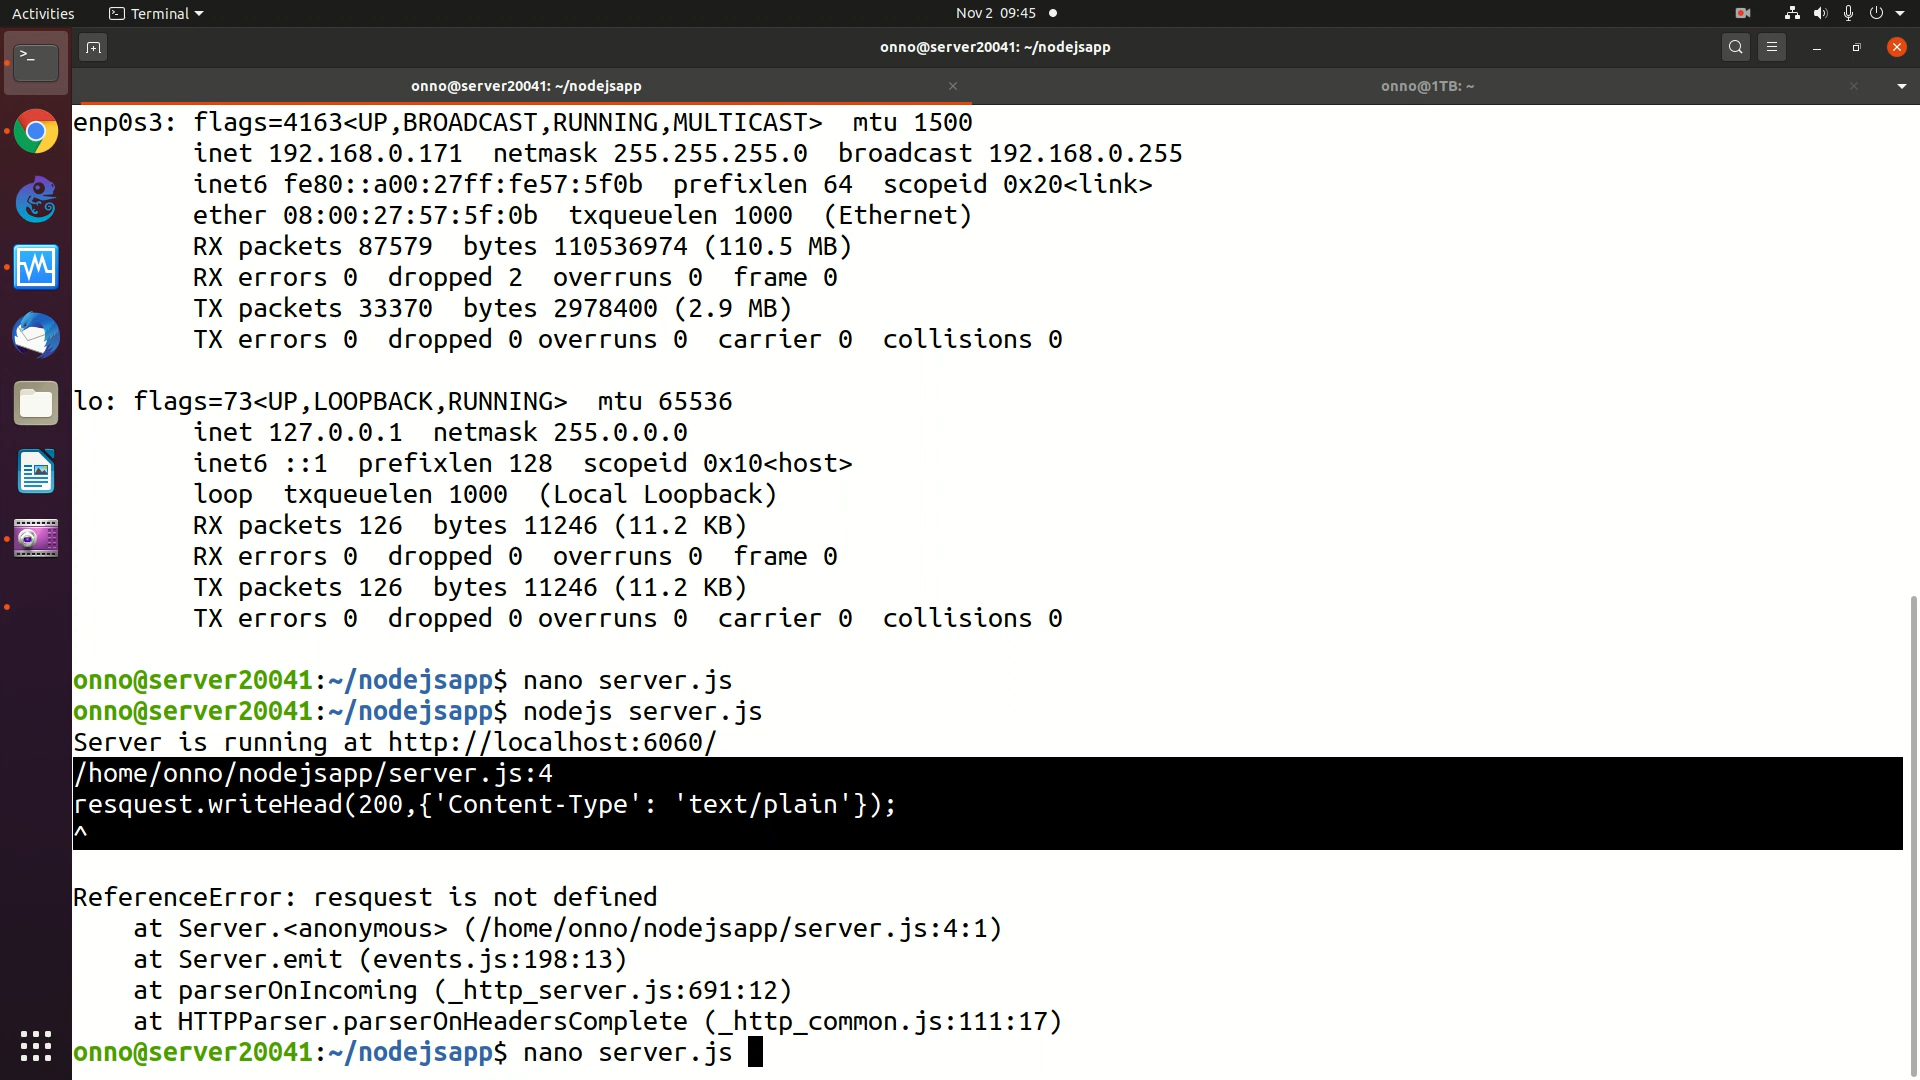 Activities
Terminal
Nov 2 09:45
onno@server20041: ~/nodejsapp
onno@server20041: ~/nodejsapp
onno@1TB: ~
enp0s3: flags=4163<UP,BROADCAST,RUNNING,MULTICAST>  mtu 1500
inet 192.168.0.171  netmask 255.255.255.0  broadcast 192.168.0.255
inet6 fe80::a00:27ff:fe57:5f0b  prefixlen 64  scopeid 0x20<link>
ether 08:00:27:57:5f:0b  txqueuelen 1000  (Ethernet)
RX packets 87579  bytes 110536974 (110.5 MB)
RX errors 0  dropped 2  overruns 0  frame 0
TX packets 33370  bytes 2978400 (2.9 MB)
TX errors 0  dropped 0 overruns 0  carrier 0  collisions 0
lo: flags=73<UP,LOOPBACK,RUNNING>  mtu 65536
inet 127.0.0.1  netmask 255.0.0.0
inet6 ::1  prefixlen 128  scopeid 0x10<host>
loop  txqueuelen 1000  (Local Loopback)
RX packets 126  bytes 11246 (11.2 KB)
RX errors 0  dropped 0  overruns 0  frame 0
TX packets 126  bytes 11246 (11.2 KB)
TX errors 0  dropped 0 overruns 0  carrier 0  collisions 0
onno@server20041:~/nodejsapp$ nano server.js
onno@server20041:~/nodejsapp$ nodejs server.js
Server is running at http://localhost:6060/
/home/onno/nodejsapp/server.js:4
resquest.writeHead(200,{'Content-Type': 'text/plain'});
^
ReferenceError: resquest is not defined
at Server.<anonymous> (/home/onno/nodejsapp/server.js:4:1)
at Server.emit (events.js:198:13)
at parserOnIncoming (_http_server.js:691:12)
at HTTPParser.parserOnHeadersComplete (_http_common.js:111:17)
onno@server20041:~/nodejsapp$ nano server.js